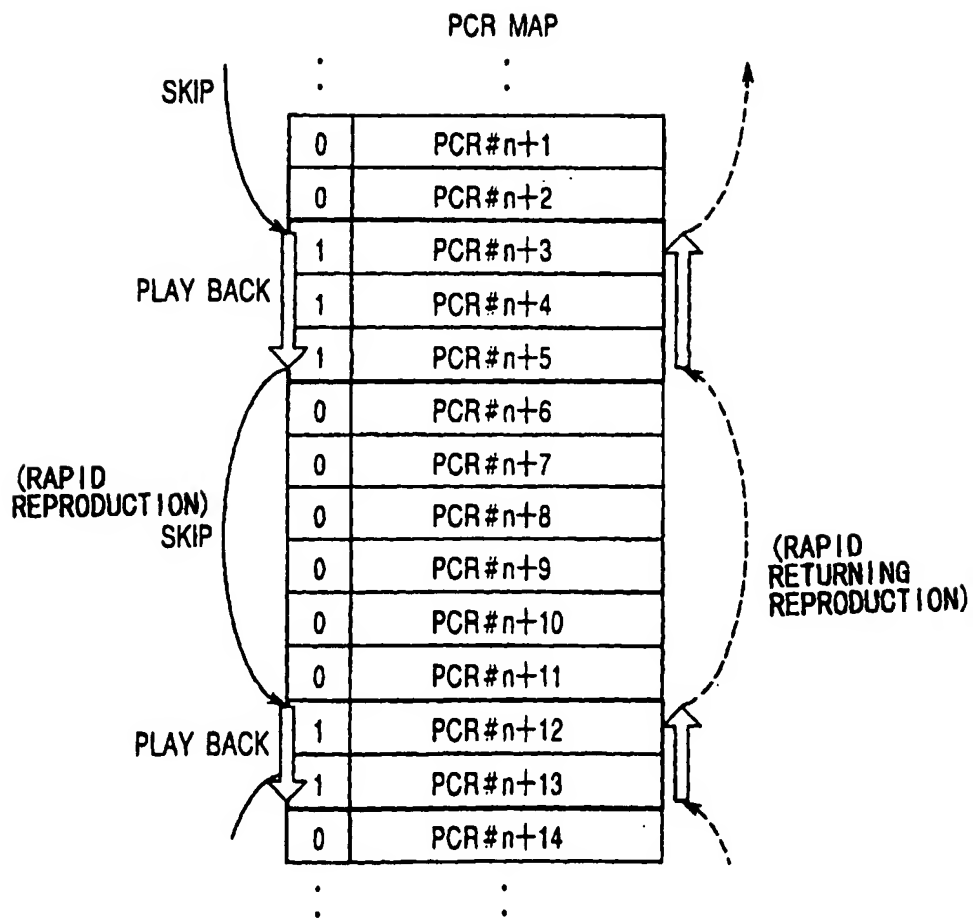 PCR MAP
SKIP
0 PCR#n+1
0 PCR#n+2
1 PCR#n+3
PLAY BACK
1 PCR#n+4
1 PCR#n+5
0 PCR#n+6
0 PCR#n+7
(RAPID
REPRODUCTION)
SKIP
0 PCR#n+8
0 PCR#n+9
(RAPID
RETURNING
REPRODUCTION)
0 PCR#n+10
0 PCR#n+11
PLAY BACK
1 PCR#n+12
1 PCR#n+13
0 PCR#n+14